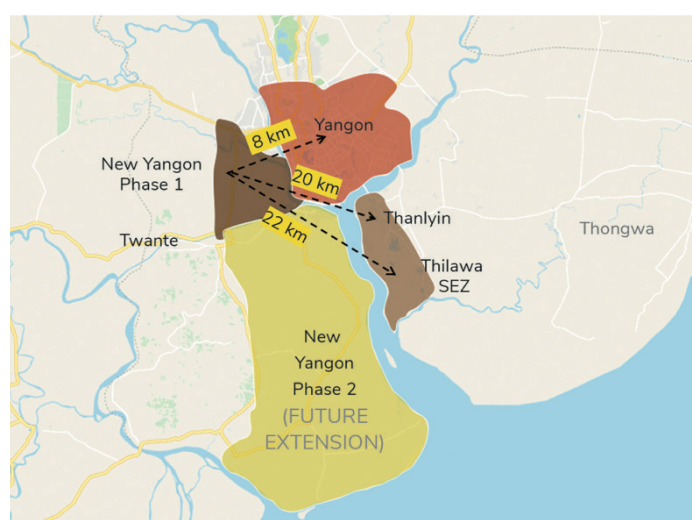 Yangon
8 km
New Yangon
Phase 1
20 km
Thanlyin
22 km
Twante
Thongwa
Thilawa
SEZ
New
Yangon
Phase 2
(FUTURE
EXTENSION)